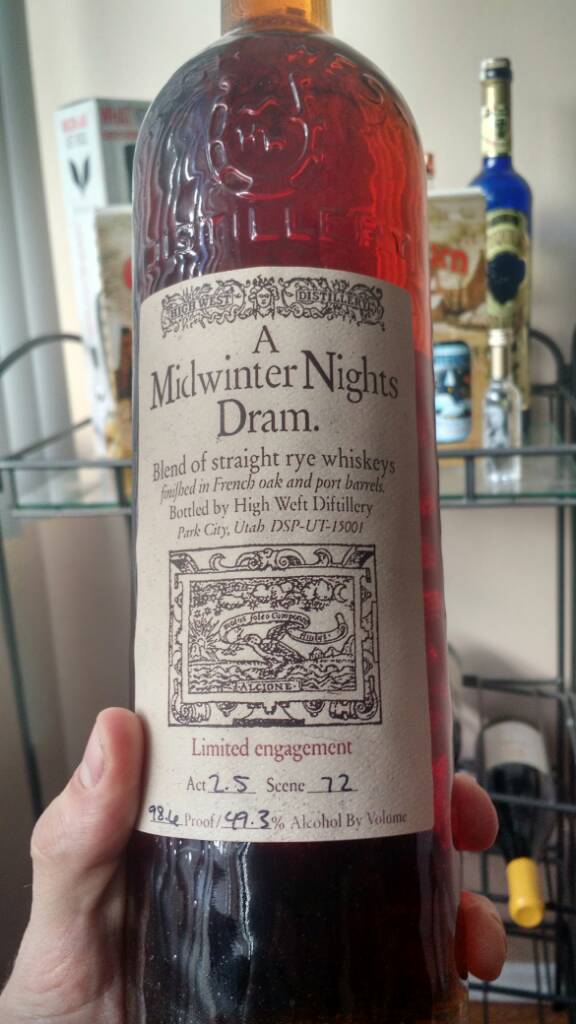 DISTILLERY
HIGH WEST DISTILLERY
A
Midwinter Nights
Dram.
Blend of straight rye whiskeys
finished in French oak and port barrels.
Bottled by High West Distillery
Park City, Utah DSP-UT-15001
ALCIONE
Limited engagement
Act 2.5 Scene 72
98.6 Proof/49.3% Alcohol By Volume